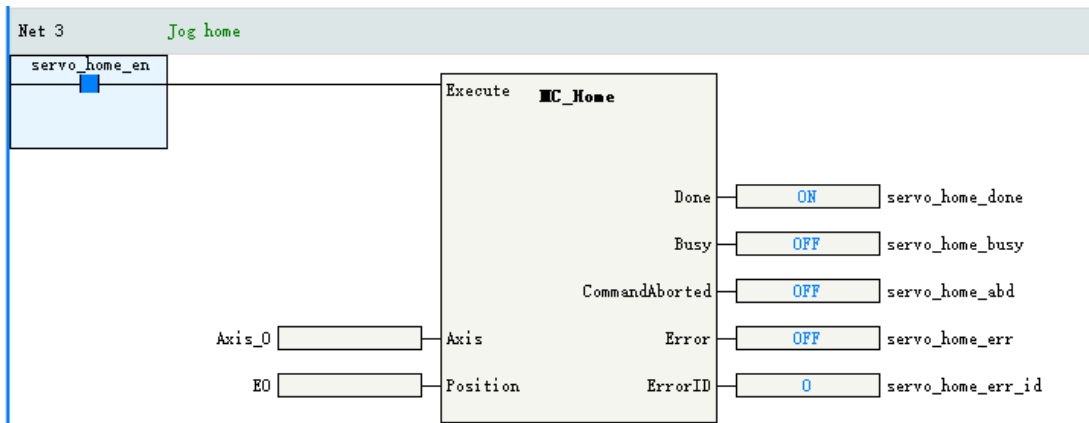 Net 3 Jog home
servo_home_en
Execute MC_Home
Done ON servo_home_done
Busy OFF servo_home_busy
CommandAborted OFF servo_home_abd
Axis_0 Axis Error OFF servo_home_err
E0 Position ErrorID 0 servo_home_err_id